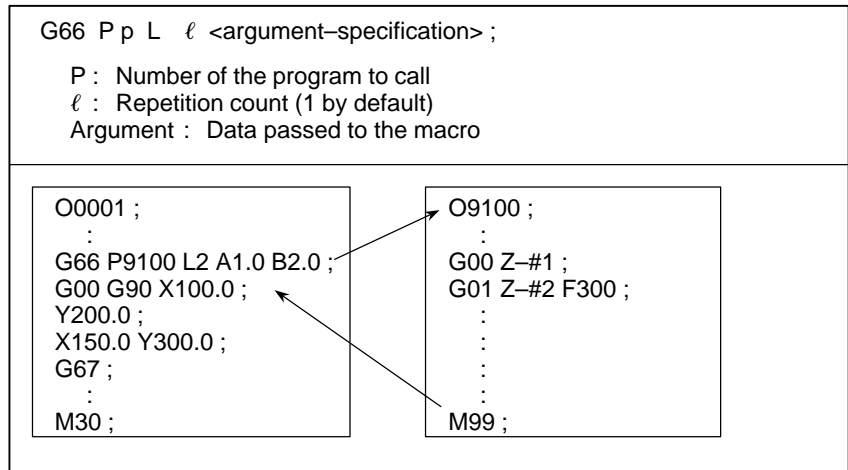 G66 P p L ℓ <argument–specification> ;
P : Number of the program to call
ℓ : Repetition count (1 by default)
Argument : Data passed to the macro
O0001 ;
:
G66 P9100 L2 A1.0 B2.0 ;
G00 G90 X100.0 ;
Y200.0 ;
X150.0 Y300.0 ;
G67 ;
:
M30 ;
O9100 ;
:
G00 Z–#1 ;
G01 Z–#2 F300 ;
:
:
:
:
M99 ;